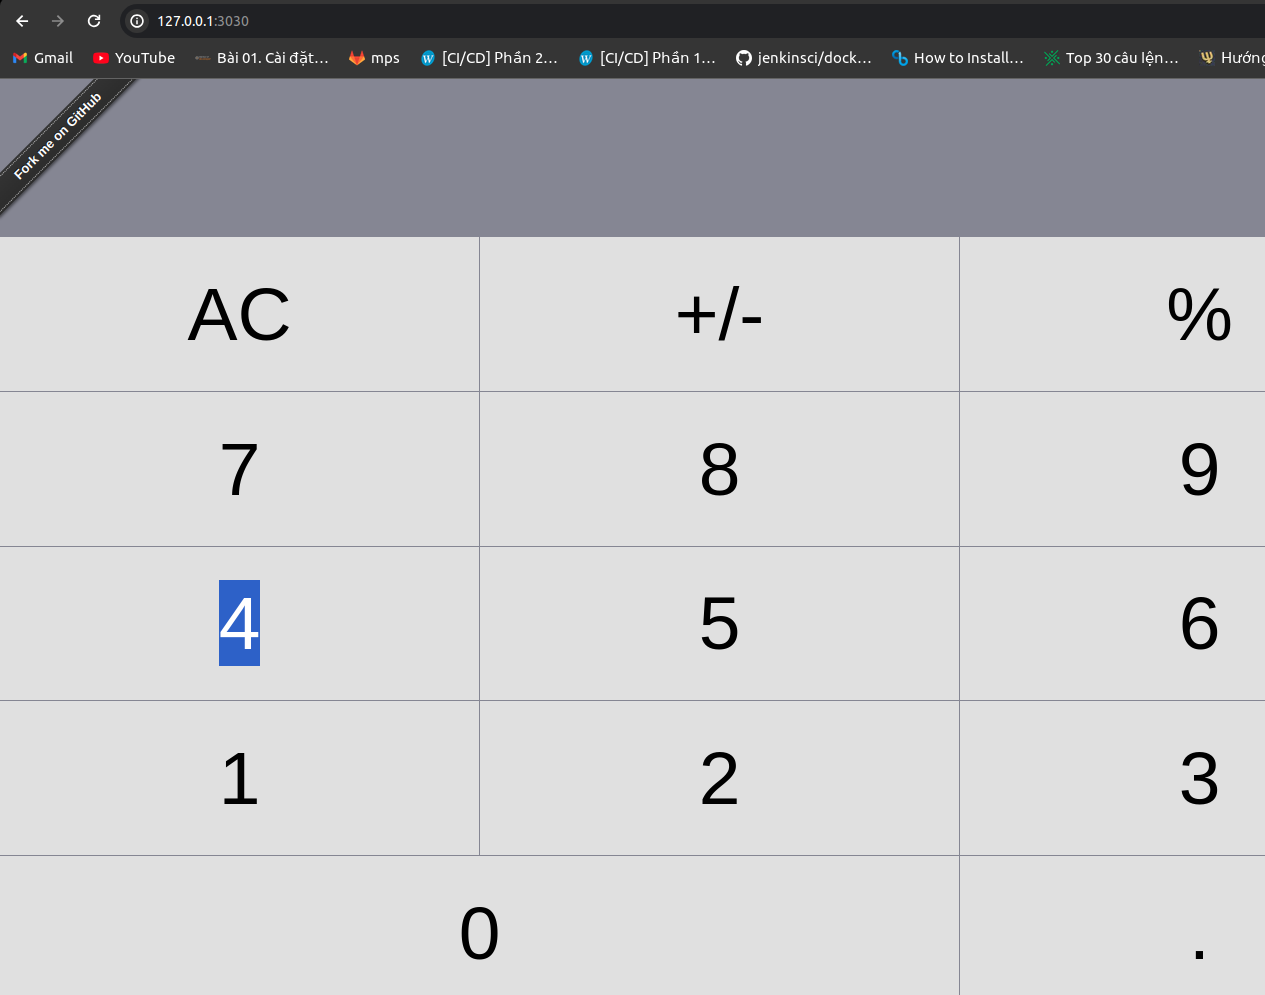 127.0.0.1:3030
Gmail YouTube Bài 01. Cài đặt... mps [CI/CD] Phần 2... [CI/CD] Phần 1... jenkinsci/dock... How to Install... Top 30 câu lện... Hướng
Fork me on GitHub
AC +/- %
7 8 9
4 5 6
1 2 3
0 .